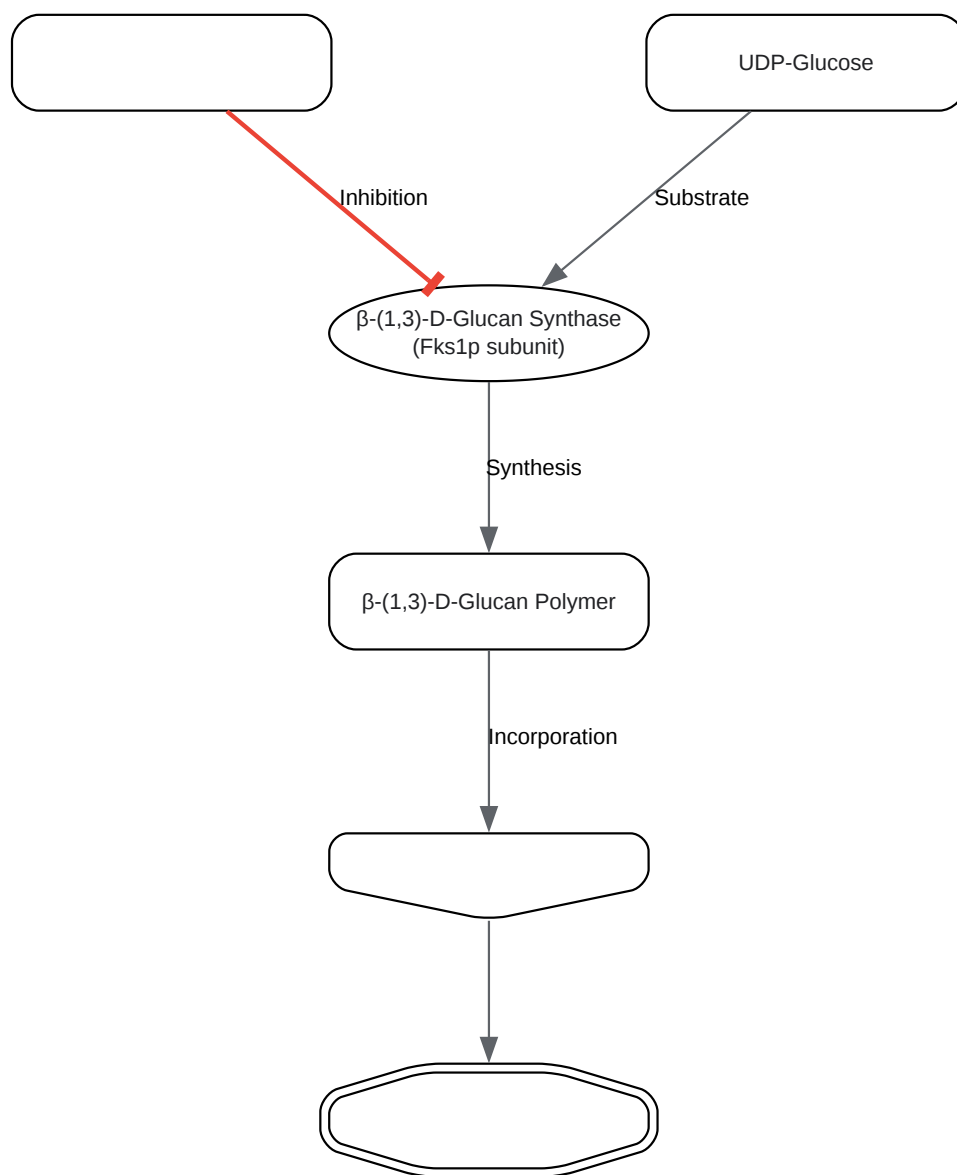 UDP-Glucose
Inhibition
Substrate
β-(1,3)-D-Glucan Synthase
(Fks1p subunit)
Synthesis
β-(1,3)-D-Glucan Polymer
Incorporation